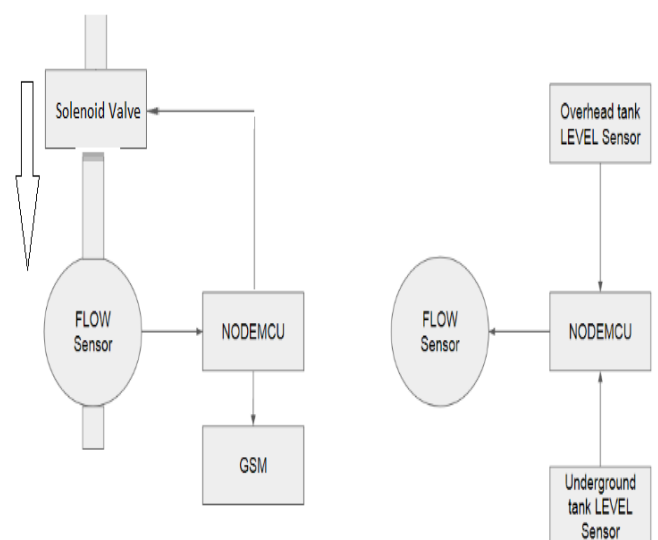 Solenoid Valve
FLOW
Sensor
NODEMCU
GSM
Overhead tank
LEVEL Sensor
FLOW
Sensor
NODEMCU
Underground
tank LEVEL
Sensor